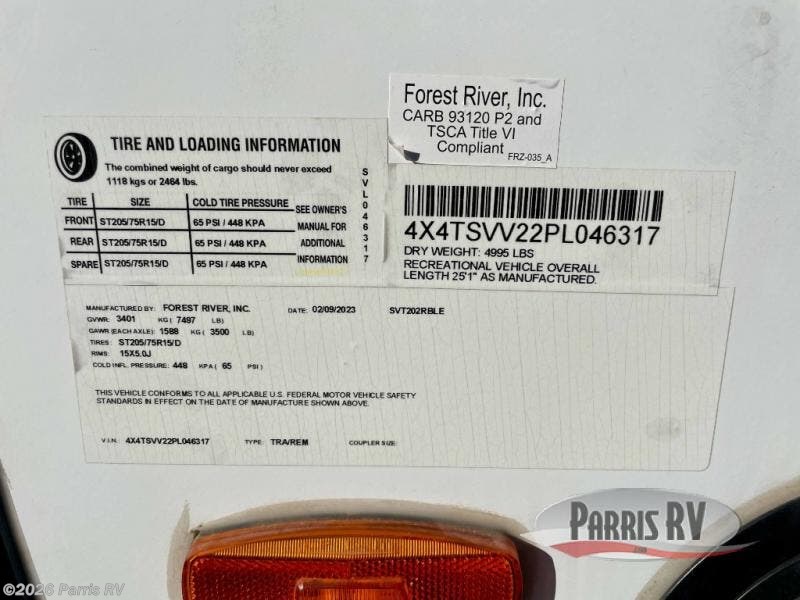 Forest River, Inc.
CARB 93120 P2 and
TSCA Title VI
Compliant
FRZ-035_A
TIRE AND LOADING INFORMATION
The combined weight of cargo should never exceed
1118 kgs or 2464 lbs.
TIRE SIZE COLD TIRE PRESSURE
FRONT ST205/75R15/D 65 PSI / 448 KPA
REAR ST205/75R15/D 65 PSI / 448 KPA
SPARE ST205/75R15/D 65 PSI / 448 KPA
SEE OWNER'S
MANUAL FOR
ADDITIONAL
INFORMATION
SVL046317
4X4TSVV22PL046317
DRY WEIGHT: 4995 LBS
RECREATIONAL VEHICLE OVERALL
LENGTH 25'1" AS MANUFACTURED.
MANUFACTURED BY: FOREST RIVER, INC. DATE: 02/09/2023 SVT202RBLE
GVWR: 3401 KG ( 7497 LB)
GAWR (EACH AXLE): 1588 KG ( 3500 LB)
TIRES: ST205/75R15/D
RIMS: 15X5.0J
COLD INFL. PRESSURE: 448 KPA ( 65 PSI)
THIS VEHICLE CONFORMS TO ALL APPLICABLE U.S. FEDERAL MOTOR VEHICLE SAFETY
STANDARDS IN EFFECT ON THE DATE OF MANUFACTURE SHOWN ABOVE.
V.I.N.: 4X4TSVV22PL046317 TYPE: TRA/REM COUPLER SIZE:
PARRIS RV
© 2026 Parris RV